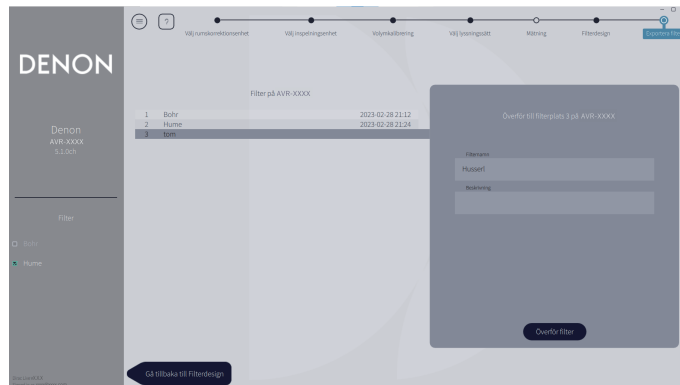 ?
Välj rumskorrektionsenhet
Välj inspelningsenhet
Volymkalibrering
Välj lyssningssätt
Mätning
Filterdesign
Exportera filter
DENON
Denon
AVR-XXXX
5.1.0ch
Filter
Bohr
Hume
Filter på AVR-XXXX
1 Bohr 2023-02-28 21:12
2 Hume 2023-02-28 21:24
3 tom
Överför till filterplats 3 på AVR-XXXX
Filternamn
Husserl
Beskrivning
Överför filter
Gå tillbaka till Filterdesign